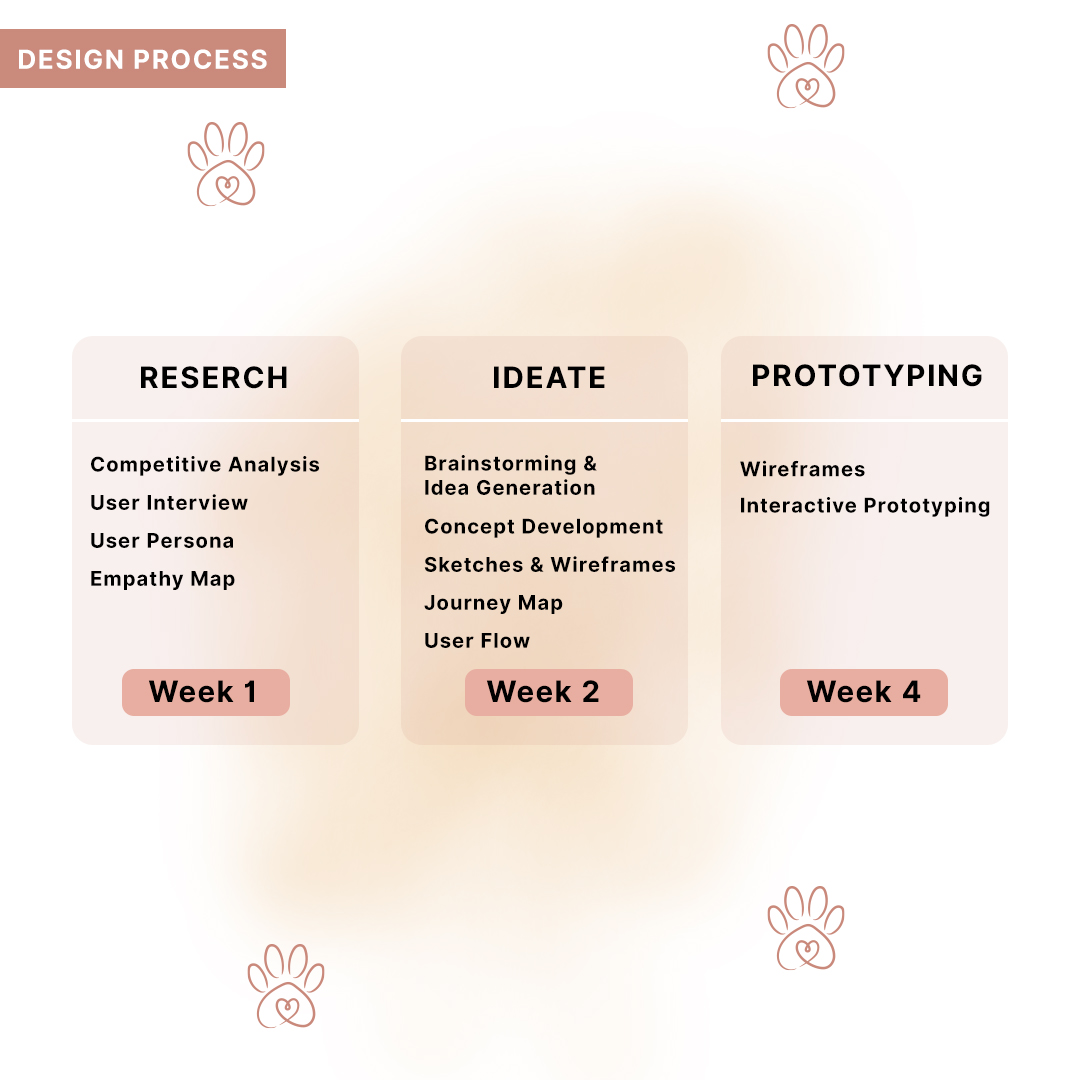 DESIGN PROCESS
RESERCH
Competitive Analysis
User Interview
User Persona
Empathy Map
Week 1
IDEATE
Brainstorming &
Idea Generation
Concept Development
Sketches & Wireframes
Journey Map
User Flow
Week 2
PROTOTYPING
Wireframes
Interactive Prototyping
Week 4